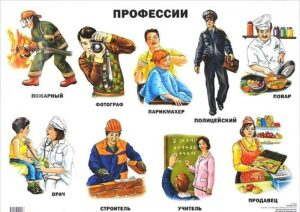 ПРОФЕССИИ
ПОЖАРНЫЙ
ФОТОГРАФ
ПАРИКМАХЕР
ПОЛИЦЕЙСКИЙ
ПОВАР
ВРАЧ
СТРОИТЕЛЬ
УЧИТЕЛЬ
ПРОДАВЕЦ